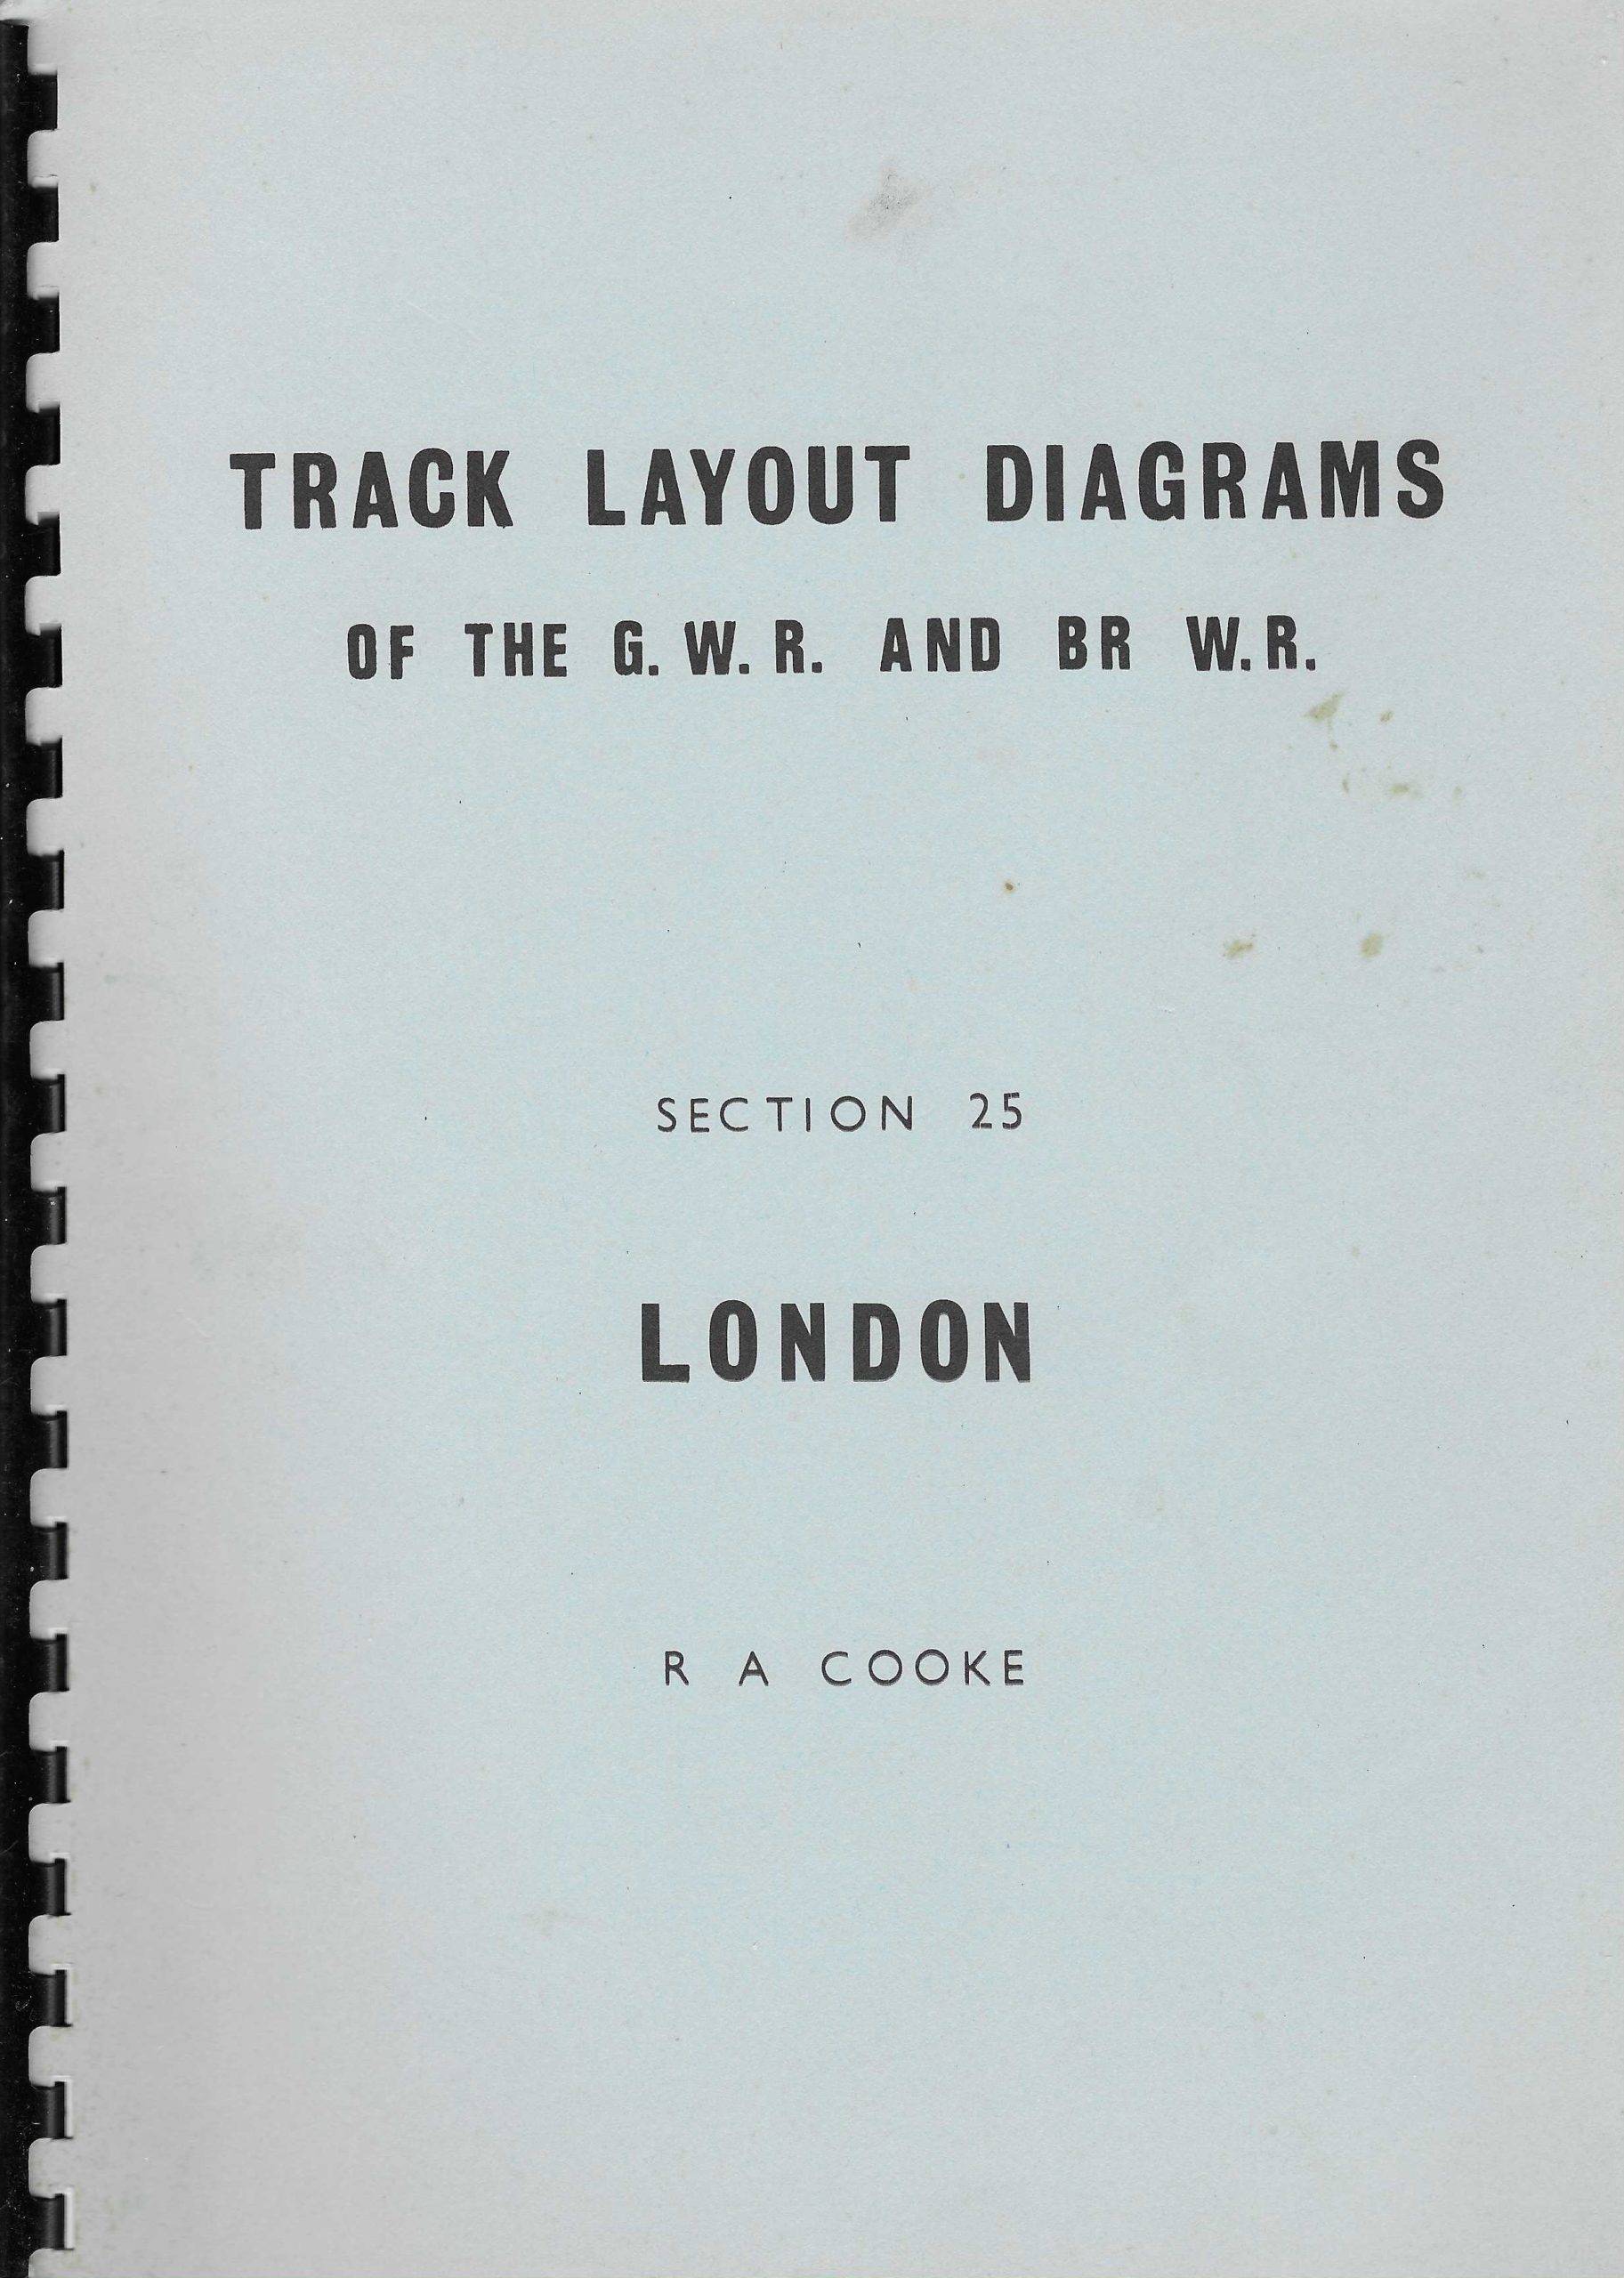 TRACK LAYOUT DIAGRAMS
OF THE G. W. R. AND BR W.R.
SECTION 25
LONDON
R A COOKE